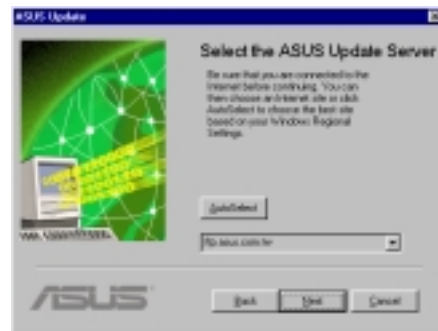 ASUS Update
Select the ASUS Update Server
Be sure that you are connected to the
Internet before continuing. You can
then choose an Internet site or click
AutoSelect to choose the best site
based on your Windows Regional
Settings.
AutoSelect
ftp.asus.com.tw
ASUS
Back
Next
Cancel